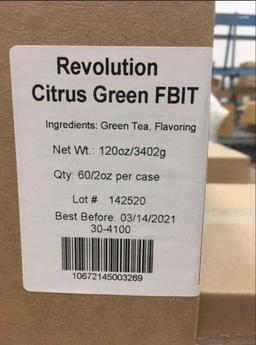 Revolution
Citrus Green FBIT
Ingredients: Green Tea, Flavoring
Net Wt.: 120oz/3402g
Qty: 60/2oz per case
Lot # 142520
Best Before: 03/14/2021
30-4100
10672145003269